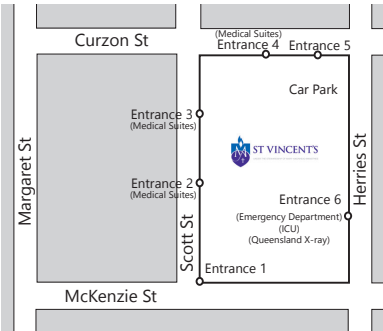 (Medical Suites)
Curzon St
Entrance 4
Entrance 5
Car Park
Entrance 3
(Medical Suites)
ST VINCENT'S
Margaret St
Herries St
Entrance 2
(Medical Suites)
Entrance 6
(Emergency Department)
(ICU)
(Queensland X-ray)
Scott St
Entrance 1
McKenzie St